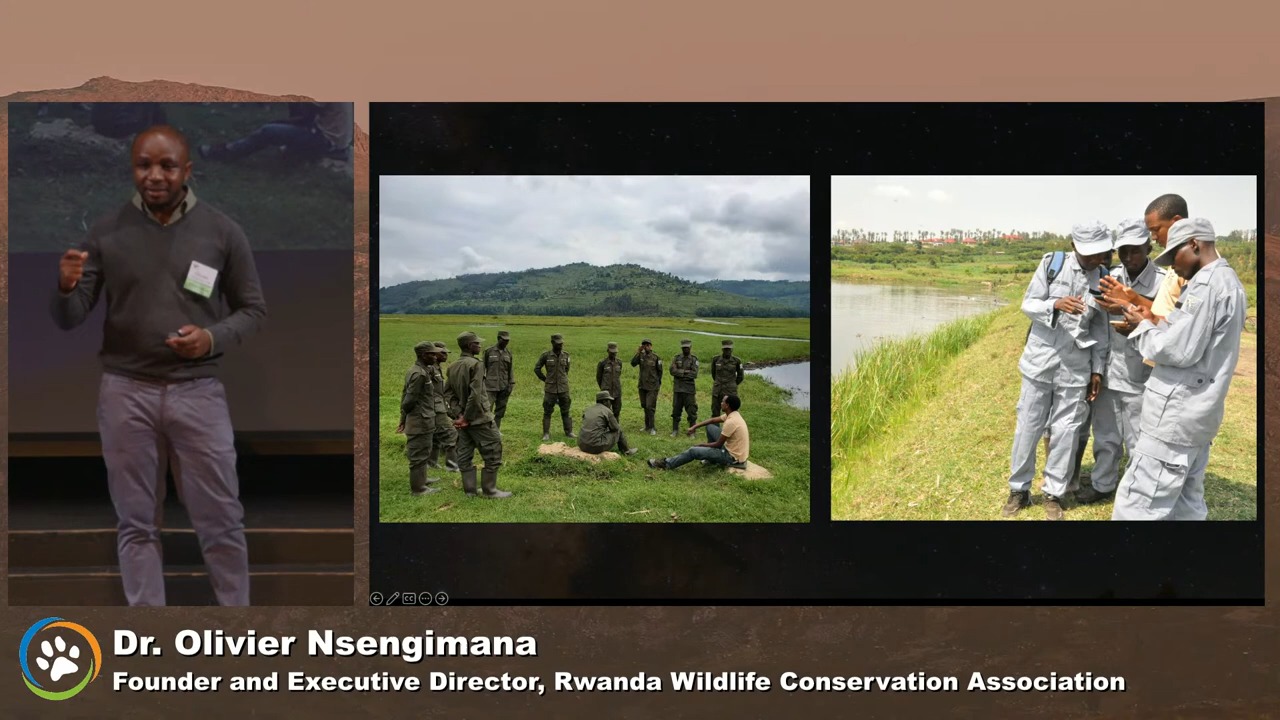 Dr. Olivier Nsengimana
Founder and Executive Director, Rwanda Wildlife Conservation Association